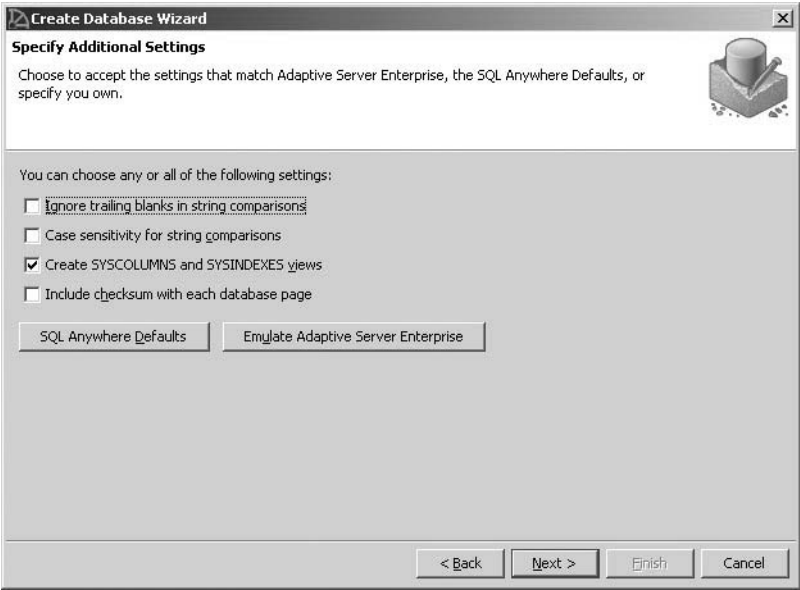 Create Database Wizard
Specify Additional Settings
Choose to accept the settings that match Adaptive Server Enterprise, the SQL Anywhere Defaults, or
specify you own.
You can choose any or all of the following settings:
Ignore trailing blanks in string comparisons
Case sensitivity for string comparisons
Create SYSCOLUMNS and SYSINDEXES views
Include checksum with each database page
SQL Anywhere Defaults
Emulate Adaptive Server Enterprise
< Back
Next >
Finish
Cancel